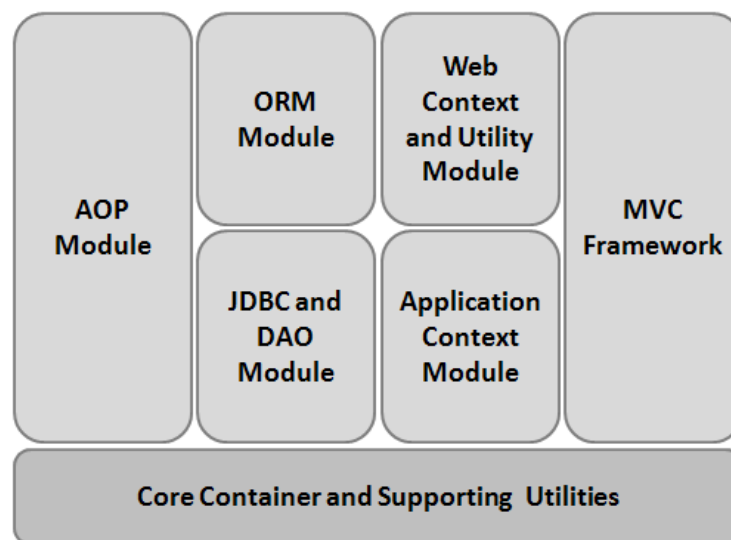 AOP
Module
ORM
Module
Web
Context
and Utility
Module
MVC
Framework
JDBC and
DAO
Module
Application
Context
Module
Core Container and Supporting Utilities